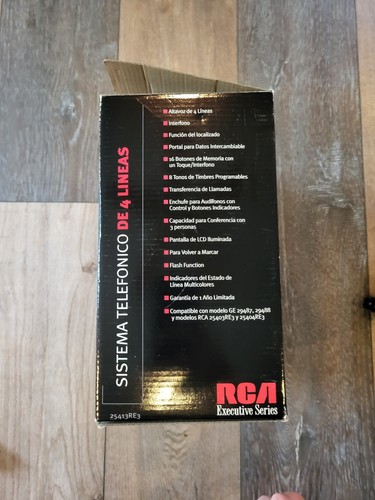 SISTEMA TELEFONICO DE 4 LINEAS
Altavoz de 4 Líneas
Interfono
Función del localizado
Portal para Datos Intercambiable
16 Botones de Memoria con
un Toque/Interfono
8 Tonos de Timbres Programables
Transferencia de Llamadas
Enchufe para Audífonos con
Control y Botones Indicadores
Capacidad para Conferencia con
3 personas
Pantalla de LCD Iluminada
Para Volver a Marcar
Flash Function
Indicadores del Estado de
Línea Multicolores
Garantía de 1 Año Limitada
Compatible con modelo GE 29487, 29488
y modelos RCA 25403RE3 y 25404RE3
RCA
Executive Series
25413RE3